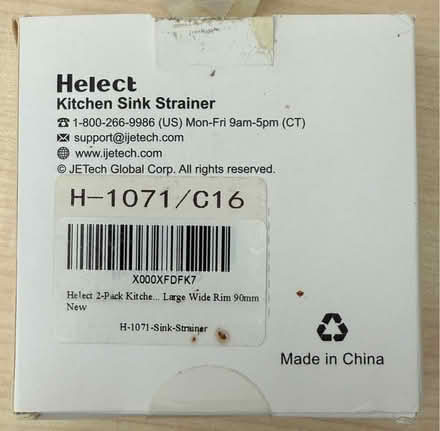 Helect
Kitchen Sink Strainer
☎ 1-800-266-9986 (US) Mon-Fri 9am-5pm (CT)
✉ support@ijetech.com
www.ijetech.com
© JETech Global Corp. All rights reserved.
H-1071/C16
X000XFDFK7
Helect 2-Pack Kitche... Large Wide Rim 90mm
New
H-1071-Sink-Strainer
Made in China